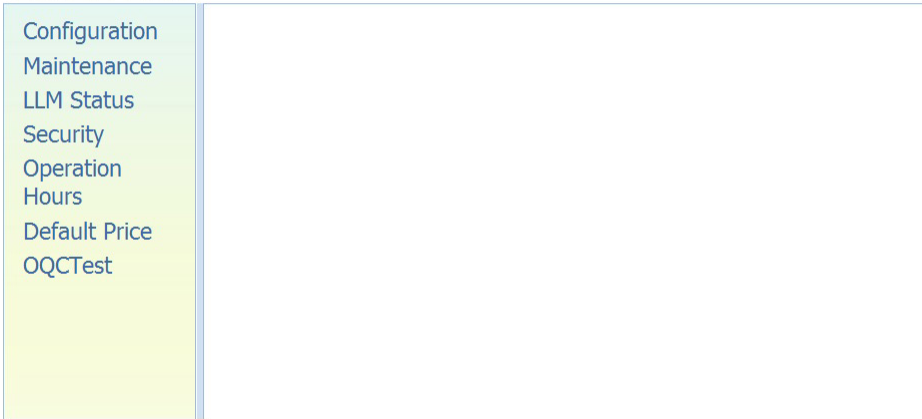 Configuration
Maintenance
LLM Status
Security
Operation
Hours
Default Price
OQCTest